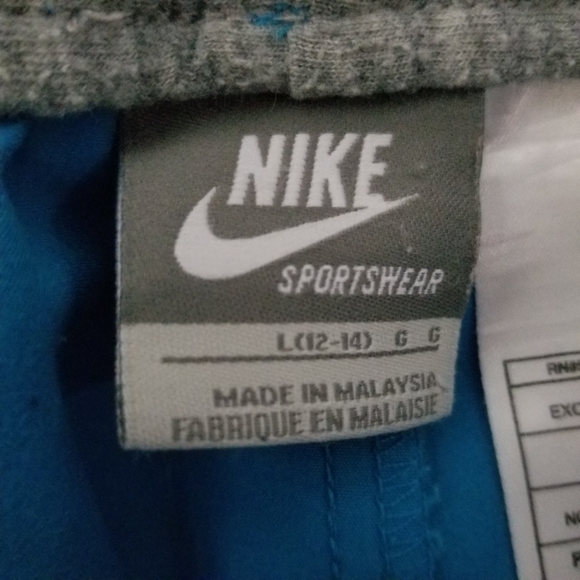 NIKE
SPORTSWEAR
L(12-14) G G
MADE IN MALAYSIA
FABRIQUE EN MALAISIE